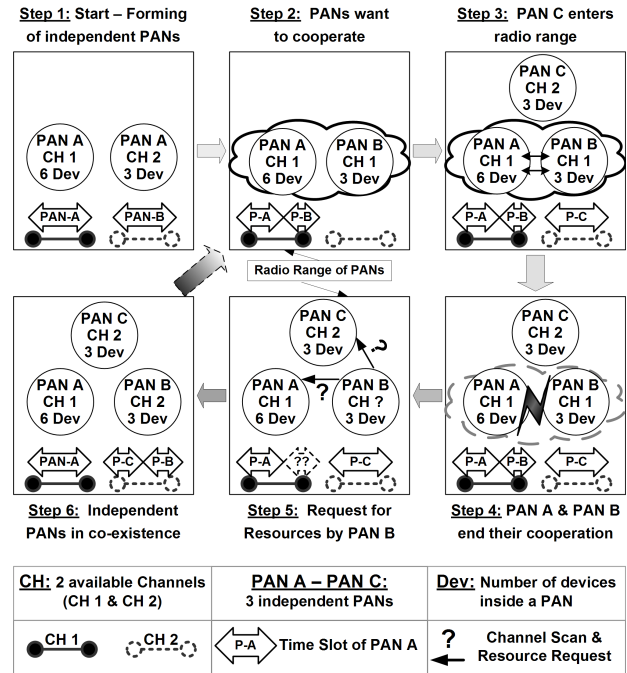 Step 1: Start – Forming
of independent PANs
Step 2: PANs want
to cooperate
Step 3: PAN C enters
radio range
PAN A
CH 1
6 Dev
PAN A
CH 2
3 Dev
PAN-A
PAN-B
PAN A
CH 1
6 Dev
PAN B
CH 1
3 Dev
P-A
P-B
PAN C
CH 2
3 Dev
PAN A
CH 1
6 Dev
PAN B
CH 1
3 Dev
P-A
P-B
P-C
Radio Range of PANs
PAN C
CH 2
3 Dev
PAN A
CH 1
6 Dev
PAN B
CH 2
3 Dev
PAN-A
P-C
P-B
PAN C
CH 2
3 Dev
?
PAN A
CH 1
6 Dev
?
PAN B
CH ?
3 Dev
P-A
??
P-C
PAN C
CH 2
3 Dev
PAN A
CH 1
6 Dev
PAN B
CH 1
3 Dev
P-A
P-B
P-C
Step 6: Independent
PANs in co-existence
Step 5: Request for
Resources by PAN B
Step 4: PAN A & PAN B
end their cooperation
CH: 2 available Channels
(CH 1 & CH 2)
PAN A – PAN C:
3 independent PANs
Dev: Number of devices
inside a PAN
CH 1
CH 2
P-A
Time Slot of PAN A
?
Channel Scan &
Resource Request